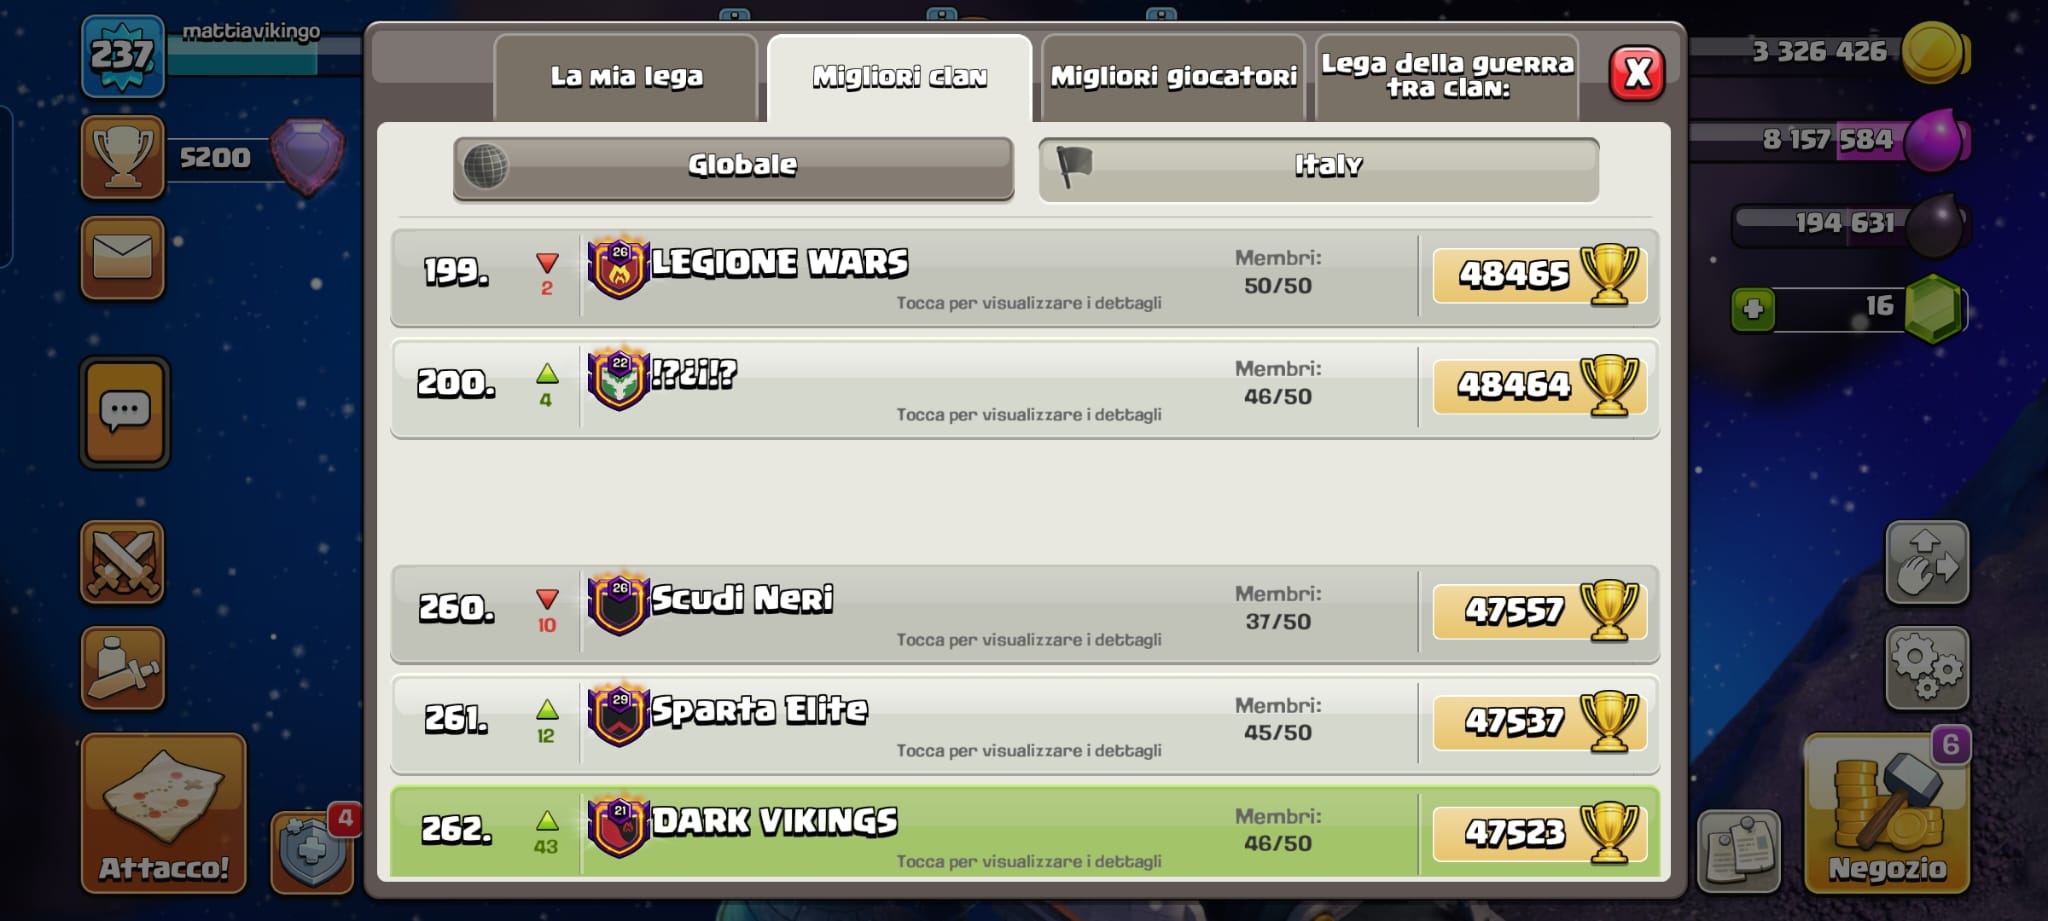 237
mattiavikingo
5200
La mia lega
Migliori clan
Migliori giocatori
Lega della guerra
tra clan:
X
3 326 426
8 157 584
194 631
16
Globale
Italy
199.
2
26
LEGIONE WARS
Tocca per visualizzare i dettagli
Membri:
50/50
48465
200.
4
22
!?¿¡!?
Tocca per visualizzare i dettagli
Membri:
46/50
48464
260.
10
26
Scudi Neri
Tocca per visualizzare i dettagli
Membri:
37/50
47557
261.
12
29
Sparta Elite
Tocca per visualizzare i dettagli
Membri:
45/50
47537
262.
43
21
DARK VIKINGS
Tocca per visualizzare i dettagli
Membri:
46/50
47523
Attacco!
4
6
Negozio